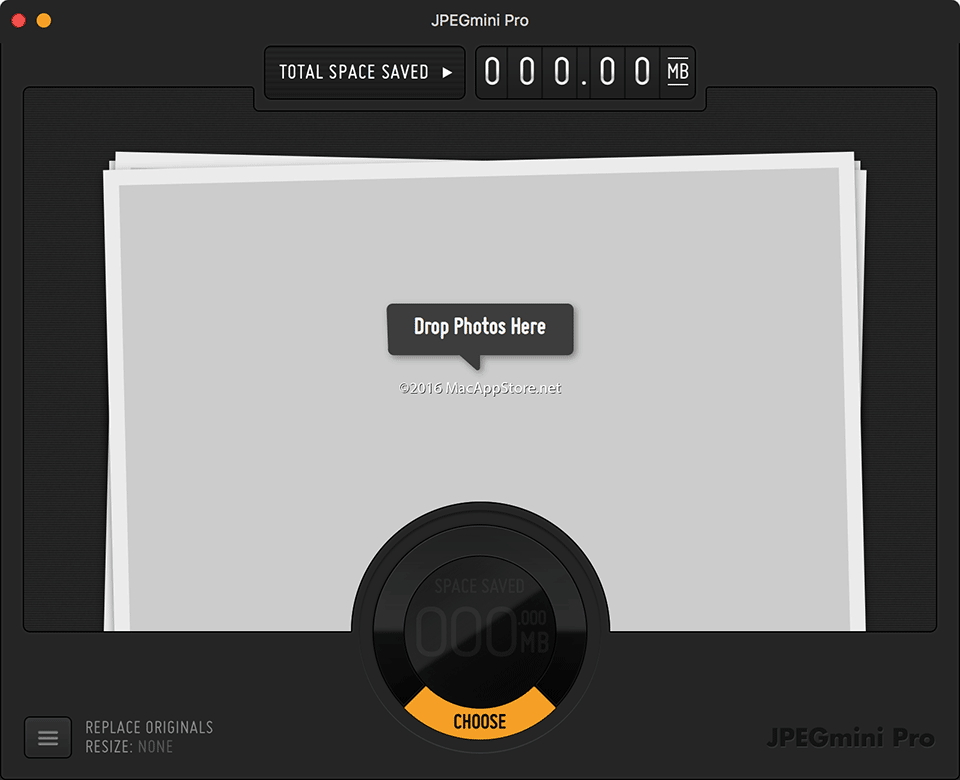 JPEGmini Pro
TOTAL SPACE SAVED
000.00 MB
Drop Photos Here
©2016 MacAppStore.net
SPACE SAVED
000.000 MB
CHOOSE
REPLACE ORIGINALS
RESIZE: NONE
JPEGmini Pro